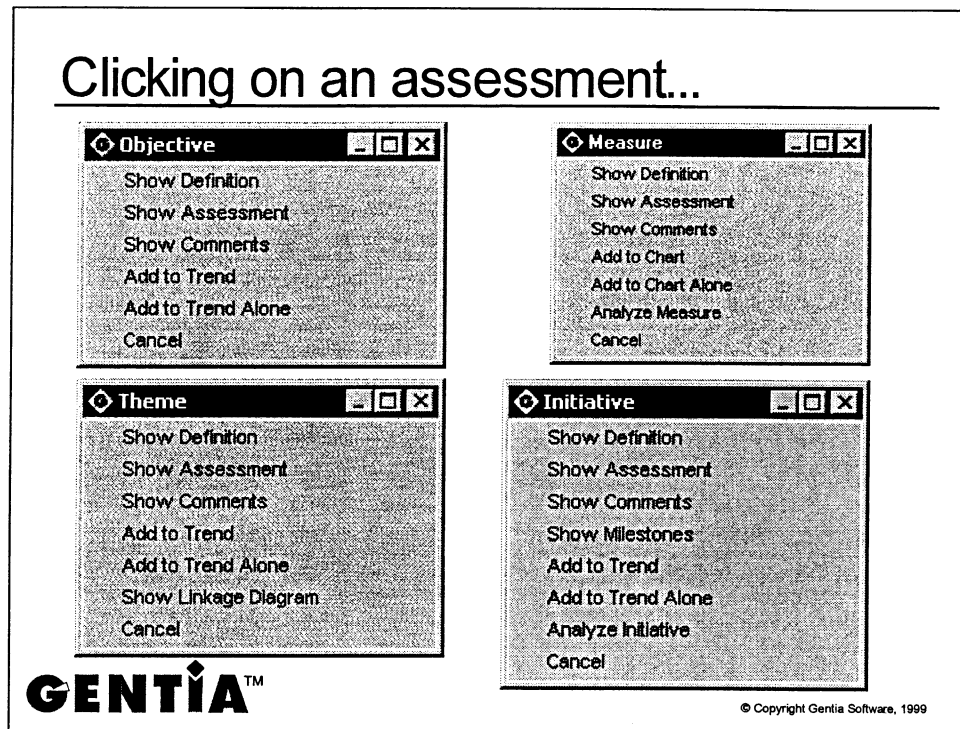 Clicking on an assessment...
Objective
Show Definition
Show Assessment
Show Comments
Add to Trend
Add to Trend Alone
Cancel
Measure
Show Definition
Show Assessment
Show Comments
Add to Chart
Add to Chart Alone
Analyze Measure
Cancel
Theme
Show Definition
Show Assessment
Show Comments
Add to Trend
Add to Trend Alone
Show Linkage Diagram
Cancel
Initiative
Show Definition
Show Assessment
Show Comments
Show Milestones
Add to Trend
Add to Trend Alone
Analyze Initiative
Cancel
GENTIA™
© Copyright Gentia Software, 1999